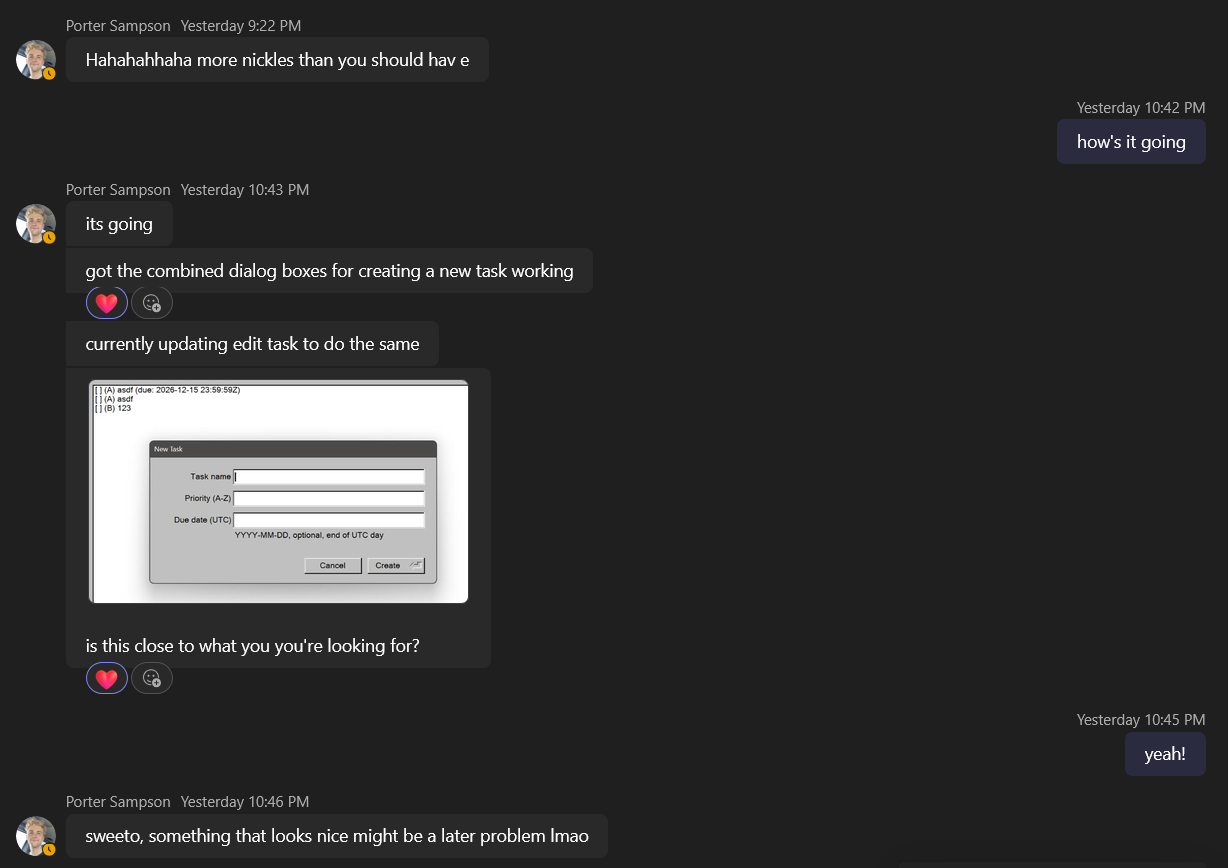 Porter Sampson Yesterday 9:22 PM
Hahahahhaha more nickles than you should hav e
Yesterday 10:42 PM
how's it going
Porter Sampson Yesterday 10:43 PM
its going
got the combined dialog boxes for creating a new task working
currently updating edit task to do the same
[ ] (A) asdf (due: 2026-12-15 23:59:59Z)
[ ] (A) asdf
[ ] (B) 123
New Task
Task name
Priority (A-Z)
Due date (UTC)
YYYY-MM-DD, optional, end of UTC day
Cancel Create
is this close to what you you're looking for?
Yesterday 10:45 PM
yeah!
Porter Sampson Yesterday 10:46 PM
sweeto, something that looks nice might be a later problem lmao